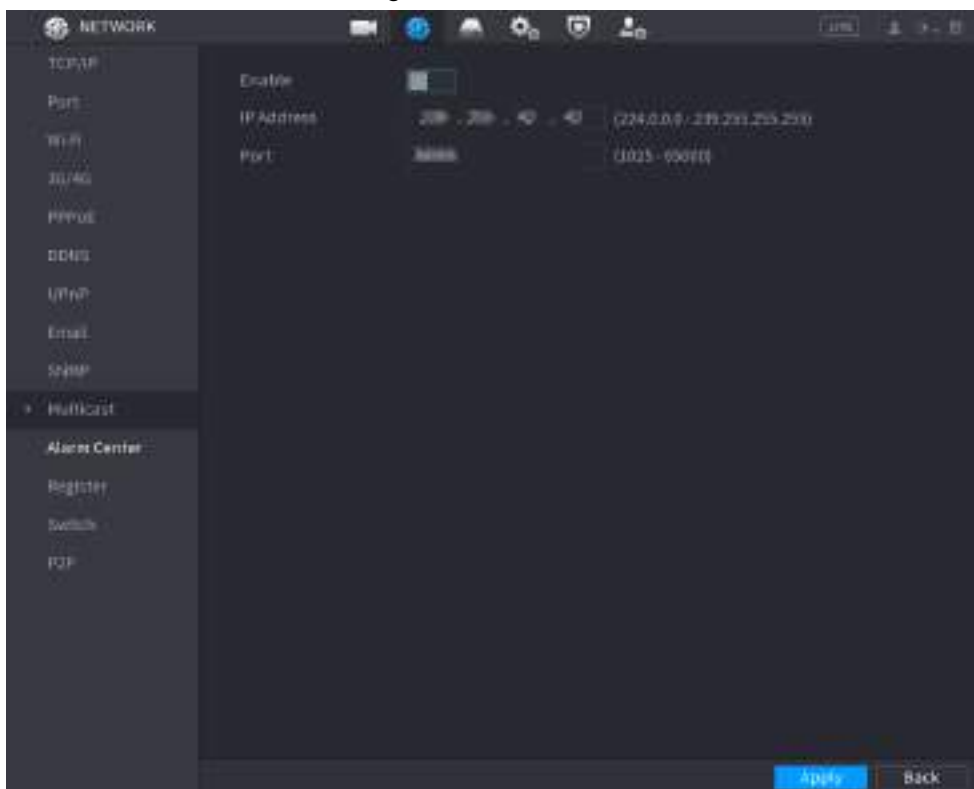 NETWORK
LIVE
TCP/IP
Port
Wi-Fi
3G/4G
PPPoE
DDNS
UPnP
Email
SNMP
Multicast
Alarm Center
Register
Switch
P2P
Enable
IP Address
(224.0.0.0 - 239.255.255.255)
Port
(1025 - 65000)
Apply
Back